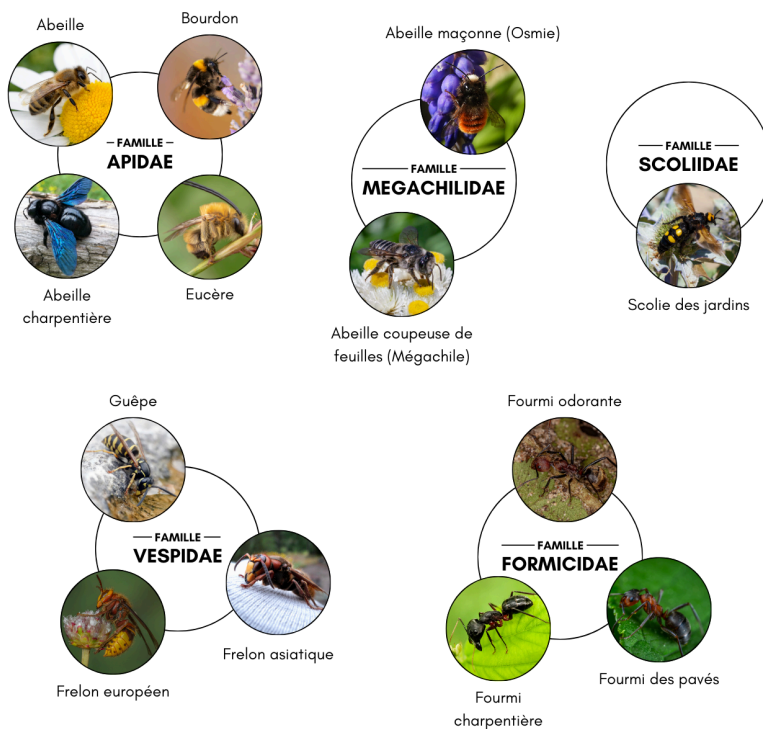 Abeille
Bourdon
FAMILLE
APIDAE
Abeille
charpentière
Eucère
Abeille maçonne (Osmie)
FAMILLE
MEGACHILIDAE
Abeille coupeuse de
feuilles (Mégachile)
FAMILLE
SCOLIIDAE
Scolie des jardins
Guêpe
FAMILLE
VESPIDAE
Frelon asiatique
Frelon européen
Fourmi odorante
FAMILLE
FORMICIDAE
Fourmi des pavés
Fourmi
charpentière